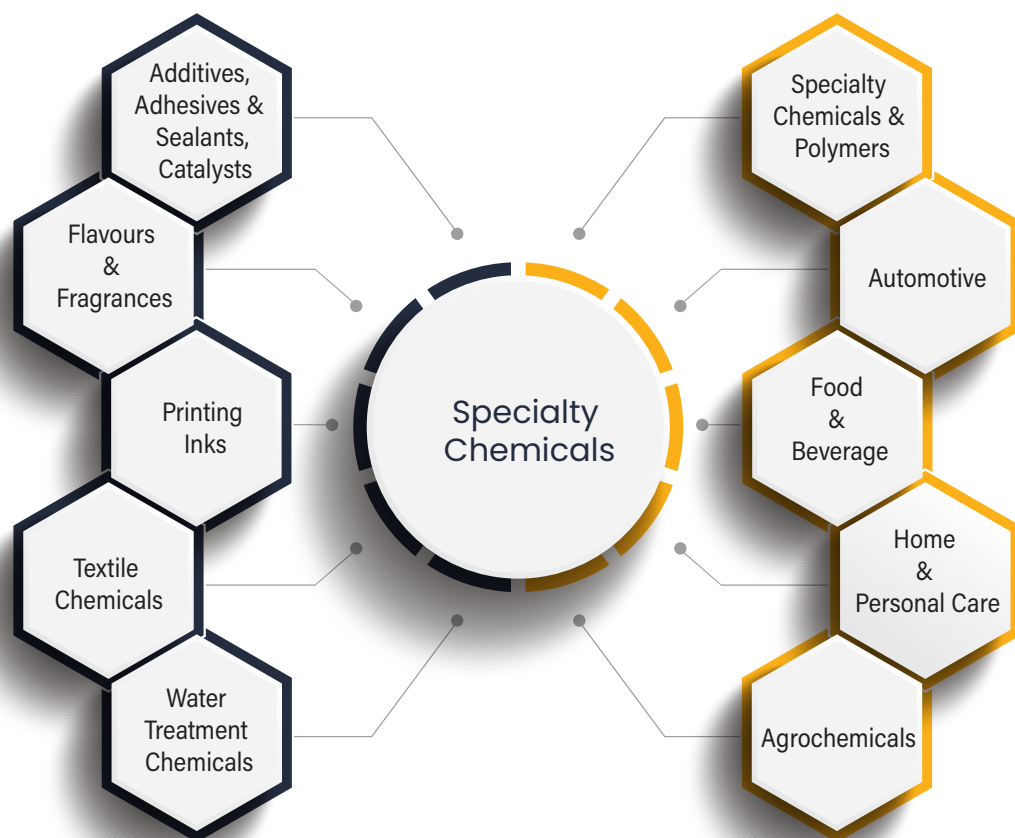 Additives,
Adhesives &
Sealants,
Catalysts
Flavours
&
Fragrances
Printing
Inks
Textile
Chemicals
Water
Treatment
Chemicals
Specialty
Chemicals
Specialty
Chemicals &
Polymers
Automotive
Food
&
Beverage
Home
&
Personal Care
Agrochemicals